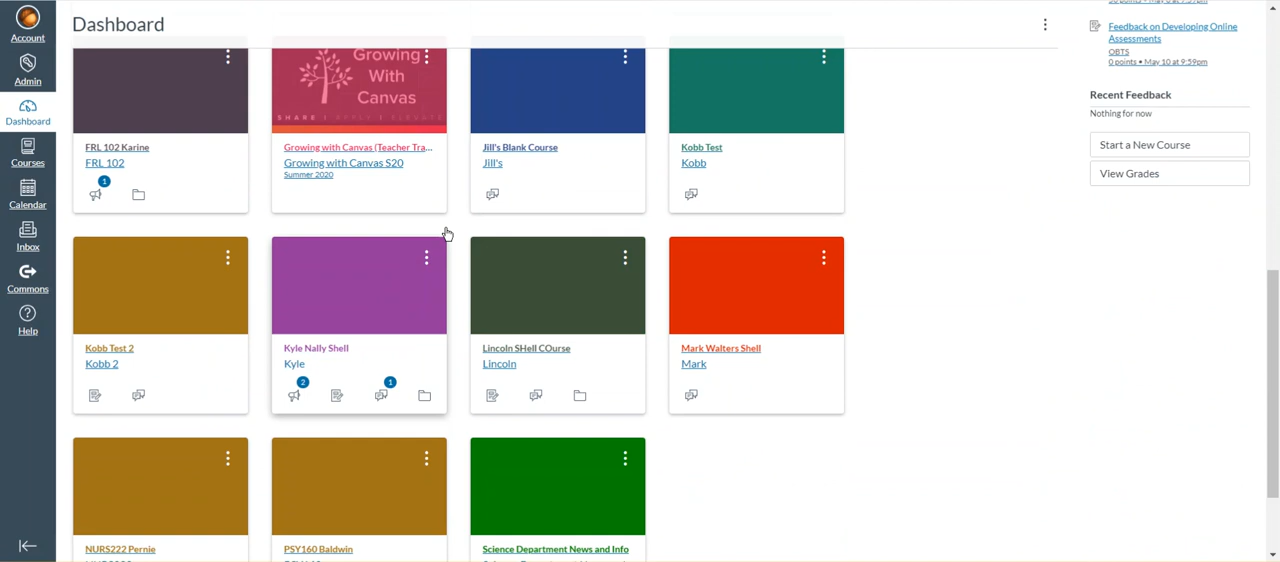 Account
Admin
Dashboard
Courses
Calendar
Inbox
Commons
Help
Dashboard
FRL 102 Karine
FRL 102
1
Growing
With
Canvas
SHARE | APPLY | ELEVATE
Growing with Canvas (Teacher Tra...
Growing with Canvas S20
Summer 2020
Jill's Blank Course
Jill's
Kobb Test
Kobb
Kobb Test 2
Kobb 2
Kyle Nally Shell
Kyle
2
1
Lincoln SHell COurse
Lincoln
Mark Walters Shell
Mark
NURS222 Pernie
PSY160 Baldwin
Science Department News and Info
Feedback on Developing Online
Assessments
OBTS
0 points • May 10 at 9:59pm
Recent Feedback
Nothing for now
Start a New Course
View Grades